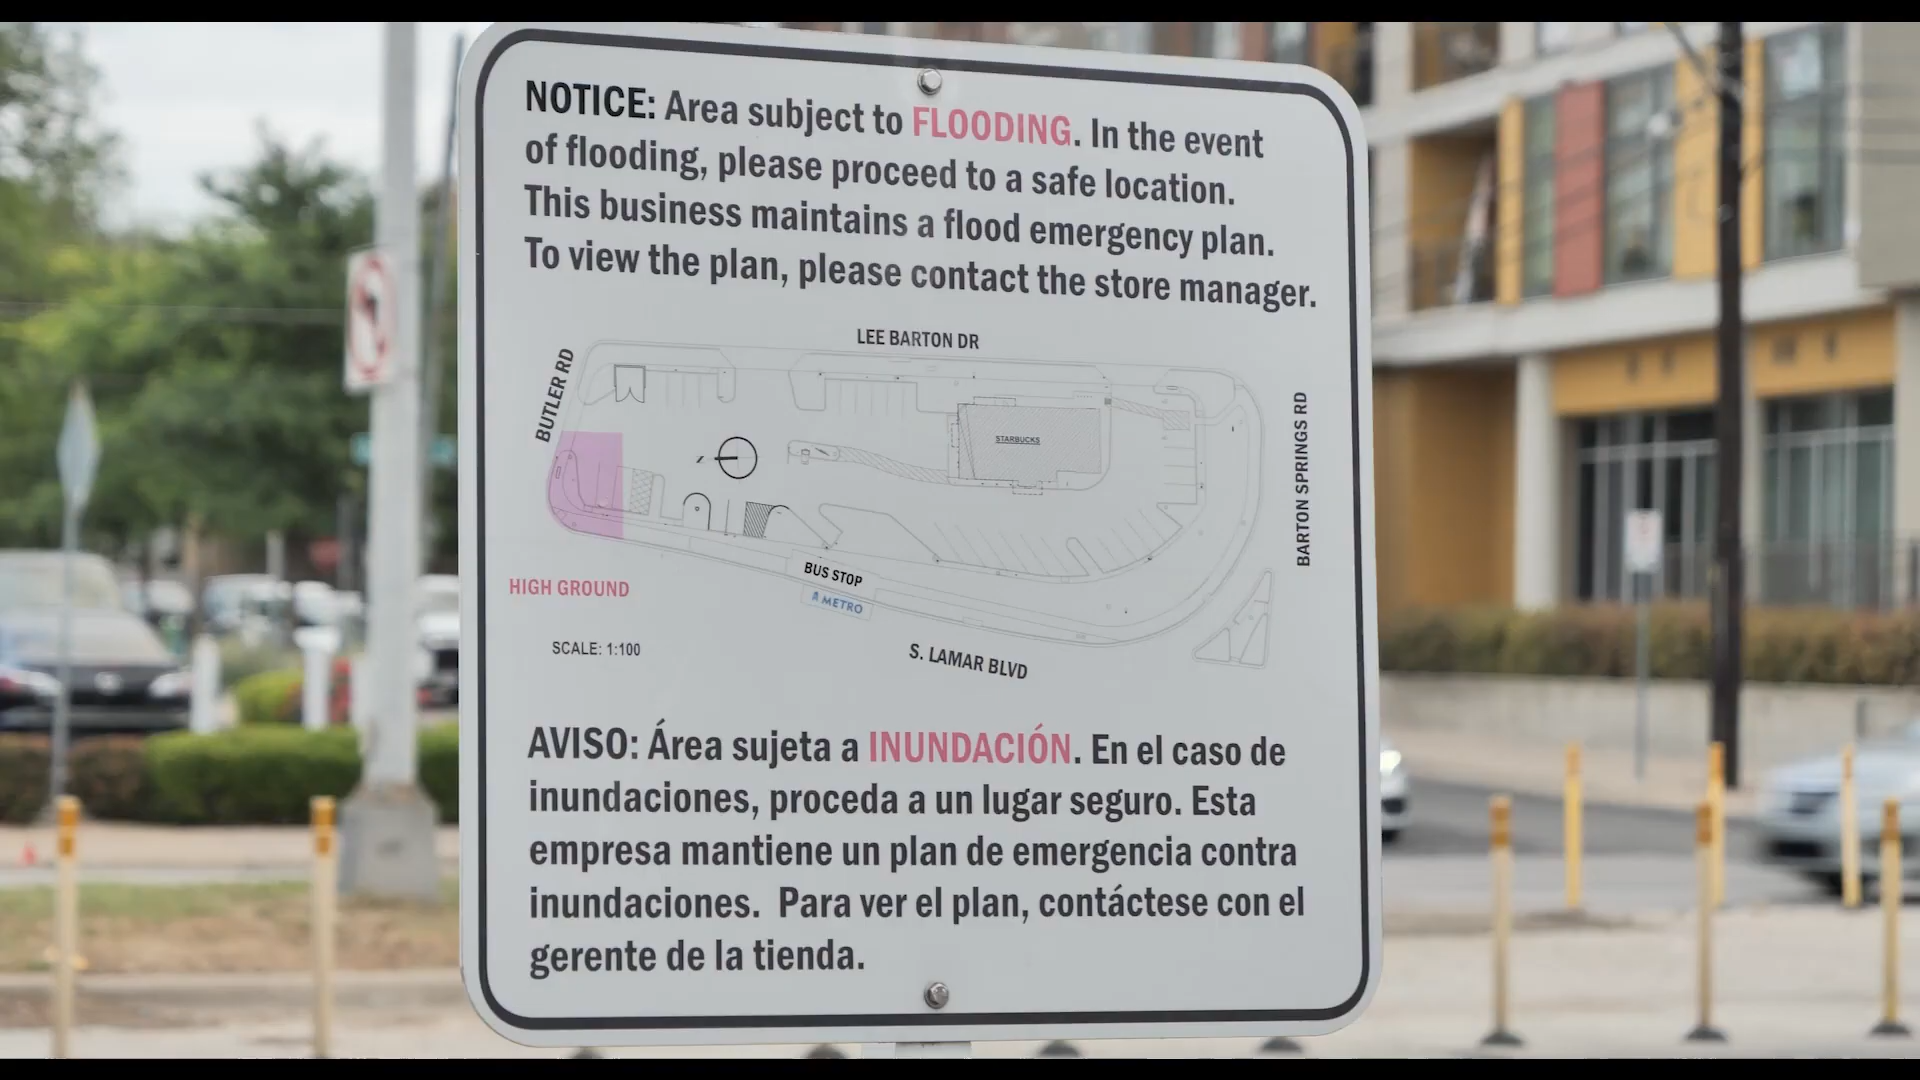 NOTICE: Area subject to FLOODING. In the event
of flooding, please proceed to a safe location.
This business maintains a flood emergency plan.
To view the plan, please contact the store manager.
LEE BARTON DR
BUTLER RD
STARBUCKS
BARTON SPRINGS RD
BUS STOP
METRO
HIGH GROUND
SCALE: 1:100
S. LAMAR BLVD
AVISO: Área sujeta a INUNDACIÓN. En el caso de
inundaciones, proceda a un lugar seguro. Esta
empresa mantiene un plan de emergencia contra
inundaciones. Para ver el plan, contáctese con el
gerente de la tienda.